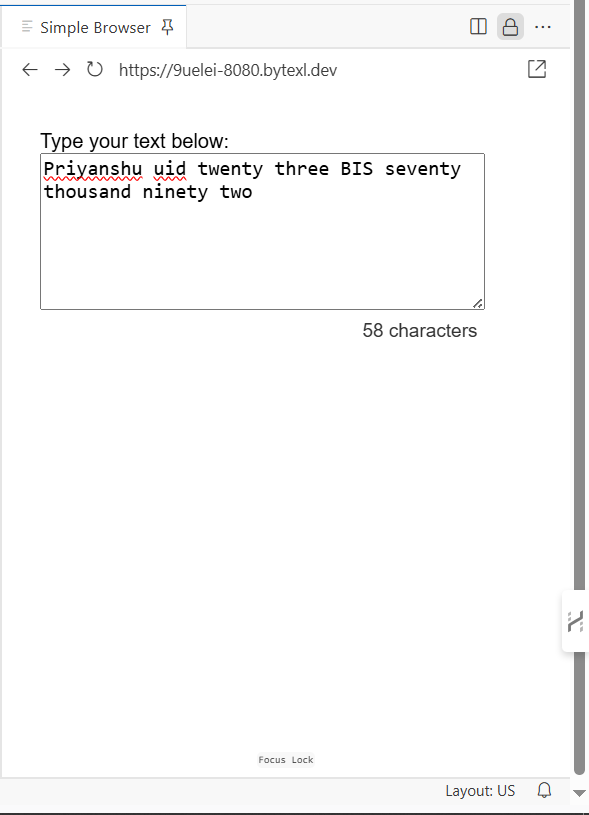 Simple Browser
https://9uelei-8080.bytexl.dev
Type your text below:
Priyanshu uid twenty three BIS seventy
thousand ninety two
58 characters
Focus Lock
Layout: US